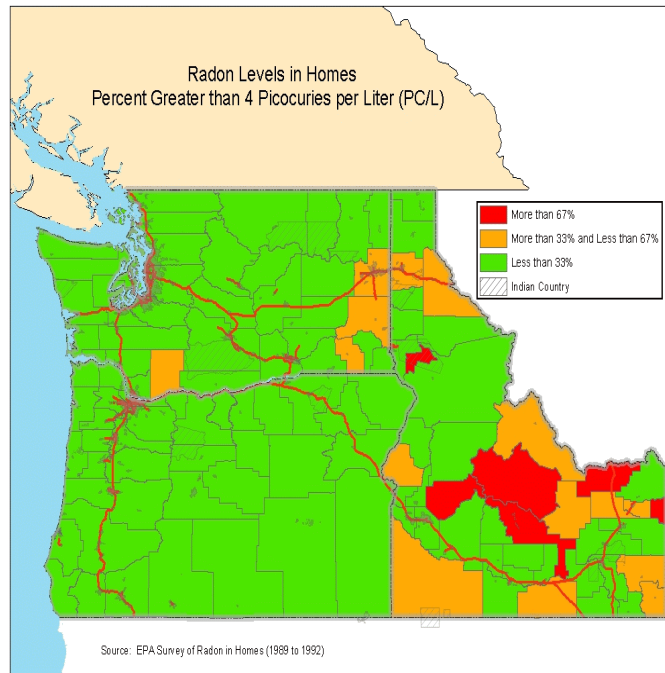 Radon Levels in Homes
Percent Greater than 4 Picocuries per Liter (PC/L)
More than 67%
More than 33% and Less than 67%
Less than 33%
Indian Country
Source: EPA Survey of Radon in Homes (1989 to 1992)